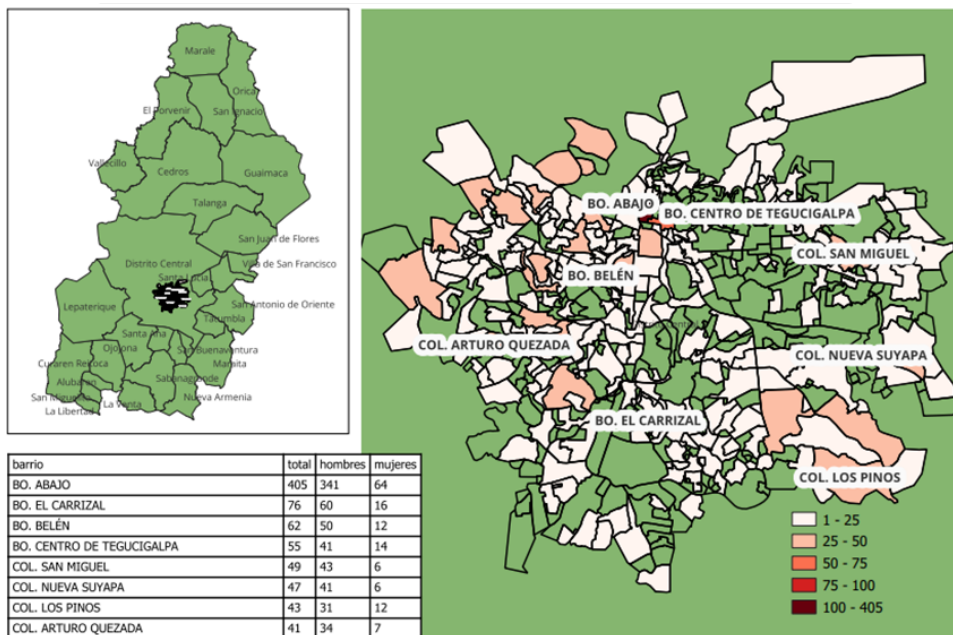 Marale
Orica
El Porvenir
San Ignacio
Vallecillo
Cedros
Guaimaca
Talanga
San Juan de Flores
Distrito Central
Villa de San Francisco
Santa Lucia
Lepaterique
San Antonio de Oriente
Tatumbla
Santa Ana
Ojojona
San Buenaventura
Curaren Reitoca
Maraita
Alubaren
Sabanagrande
San Miguelito
La Venta
Nueva Armenia
La Libertad
BO. ABAJO
BO. CENTRO DE TEGUCIGALPA
COL. SAN MIGUEL
BO. BELÉN
COL. ARTURO QUEZADA
COL. NUEVA SUYAPA
BO. EL CARRIZAL
COL. LOS PINOS
1 - 25
25 - 50
50 - 75
75 - 100
100 - 405
barrio total hombres mujeres
BO. ABAJO 405 341 64
BO. EL CARRIZAL 76 60 16
BO. BELÉN 62 50 12
BO. CENTRO DE TEGUCIGALPA 55 41 14
COL. SAN MIGUEL 49 43 6
COL. NUEVA SUYAPA 47 41 6
COL. LOS PINOS 43 31 12
COL. ARTURO QUEZADA 41 34 7